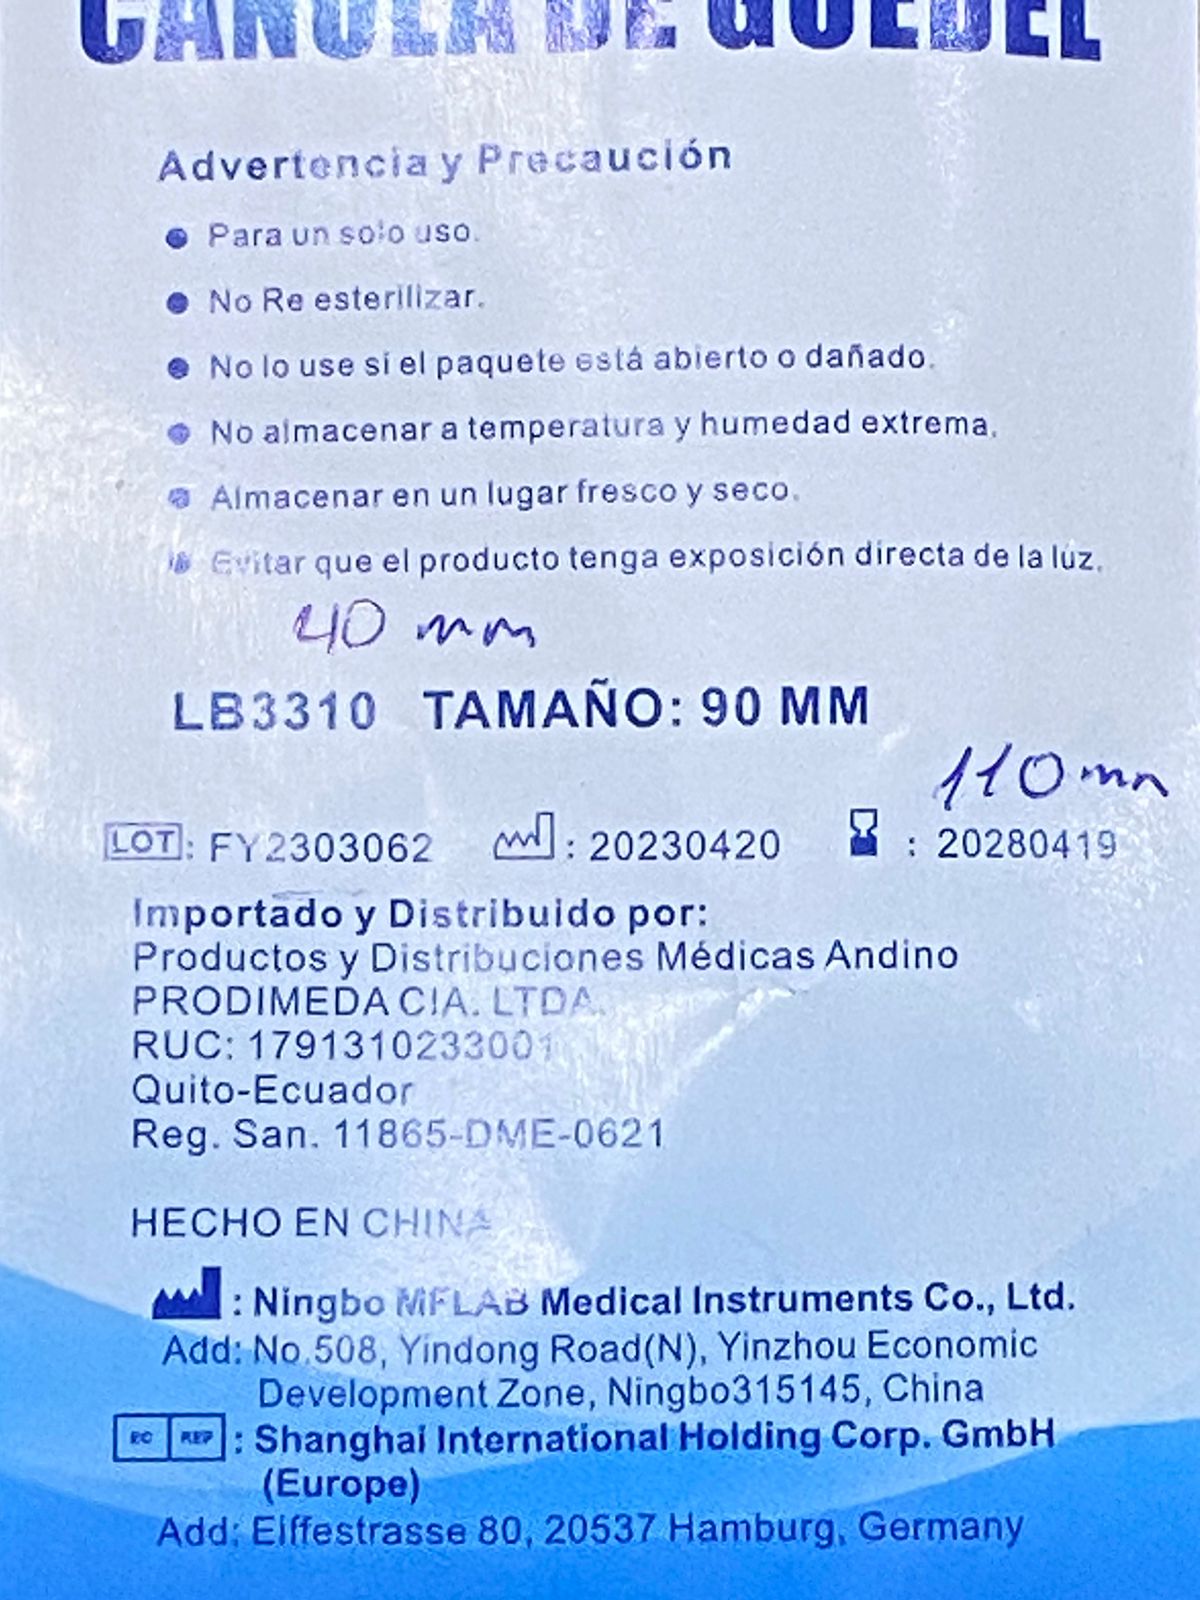 CÁNULA DE GUEDEL
Advertencia y Precaución
● Para un solo uso.
● No Re esterilizar.
● No lo use si el paquete está abierto o dañado.
● No almacenar a temperatura y humedad extrema.
● Almacenar en un lugar fresco y seco.
● Evitar que el producto tenga exposición directa de la luz.
40 mm
LB3310 TAMAÑO: 90 MM
110 mm
LOT: FY2303062 : 20230420 : 20280419
Importado y Distribuido por:
Productos y Distribuciones Médicas Andino
PRODIMEDA CIA. LTDA.
RUC: 1791310233001
Quito-Ecuador
Reg. San. 11865-DME-0621
HECHO EN CHINA
: Ningbo MFLAB Medical Instruments Co., Ltd.
Add: No.508, Yindong Road(N), Yinzhou Economic
Development Zone, Ningbo315145, China
EC REP : Shanghai International Holding Corp. GmbH
(Europe)
Add: Eiffestrasse 80, 20537 Hamburg, Germany